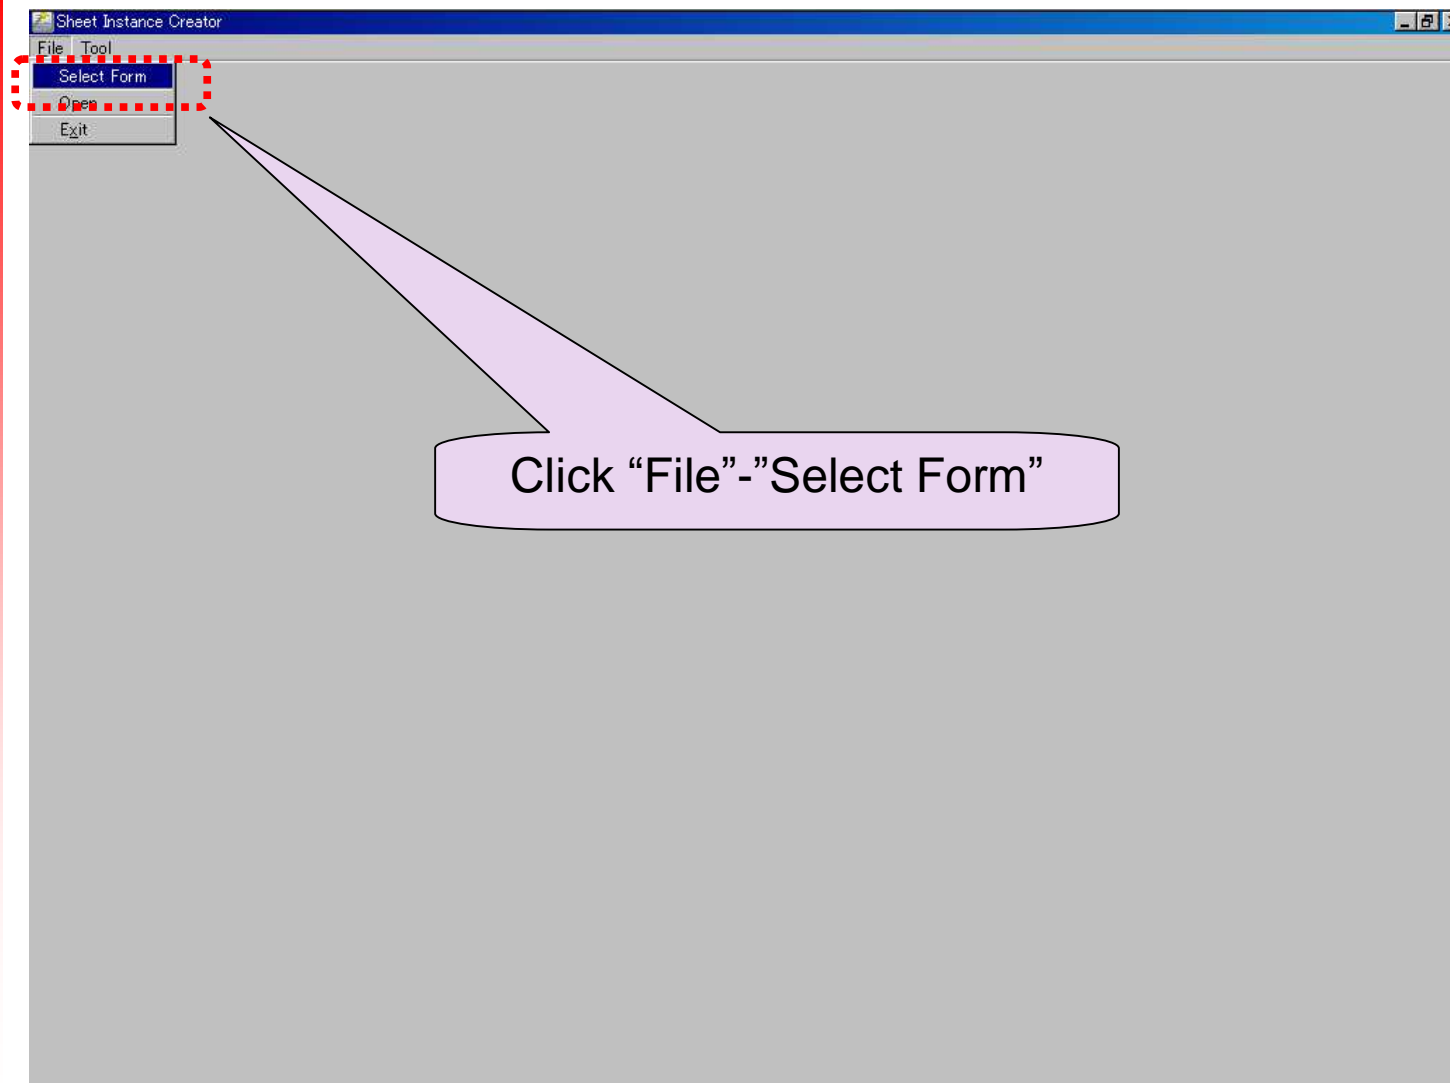 Sheet Instance Creator
File Tool
Select Form
Open
Exit
Click “File”-”Select Form”